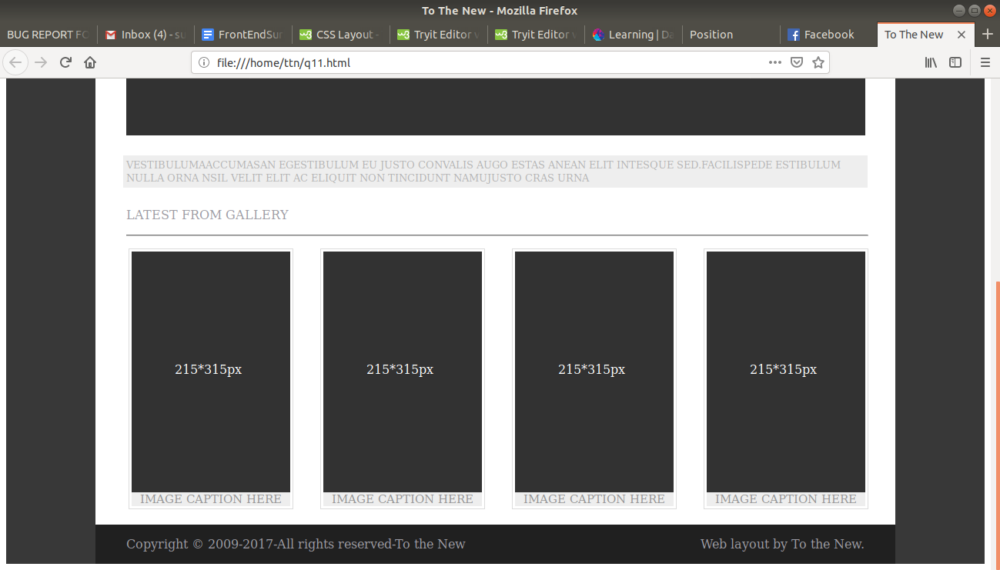 To The New - Mozilla Firefox
BUG REPORT FO
Inbox (4) - su
FrontEndSur
CSS Layout -
Tryit Editor v
Tryit Editor v
Learning | Da
Position
Facebook
To The New
file:///home/ttn/q11.html
VESTIBULUMAACCUMASAN EGESTIBULUM EU JUSTO CONVALIS AUGO ESTAS ANEAN ELIT INTESQUE SED.FACILISPEDE ESTIBULUM
NULLA ORNA NSIL VELIT ELIT AC ELIQUIT NON TINCIDUNT NAMUJUSTO CRAS URNA
LATEST FROM GALLERY
215*315px
215*315px
215*315px
215*315px
IMAGE CAPTION HERE
IMAGE CAPTION HERE
IMAGE CAPTION HERE
IMAGE CAPTION HERE
Copyright © 2009-2017-All rights reserved-To the New
Web layout by To the New.